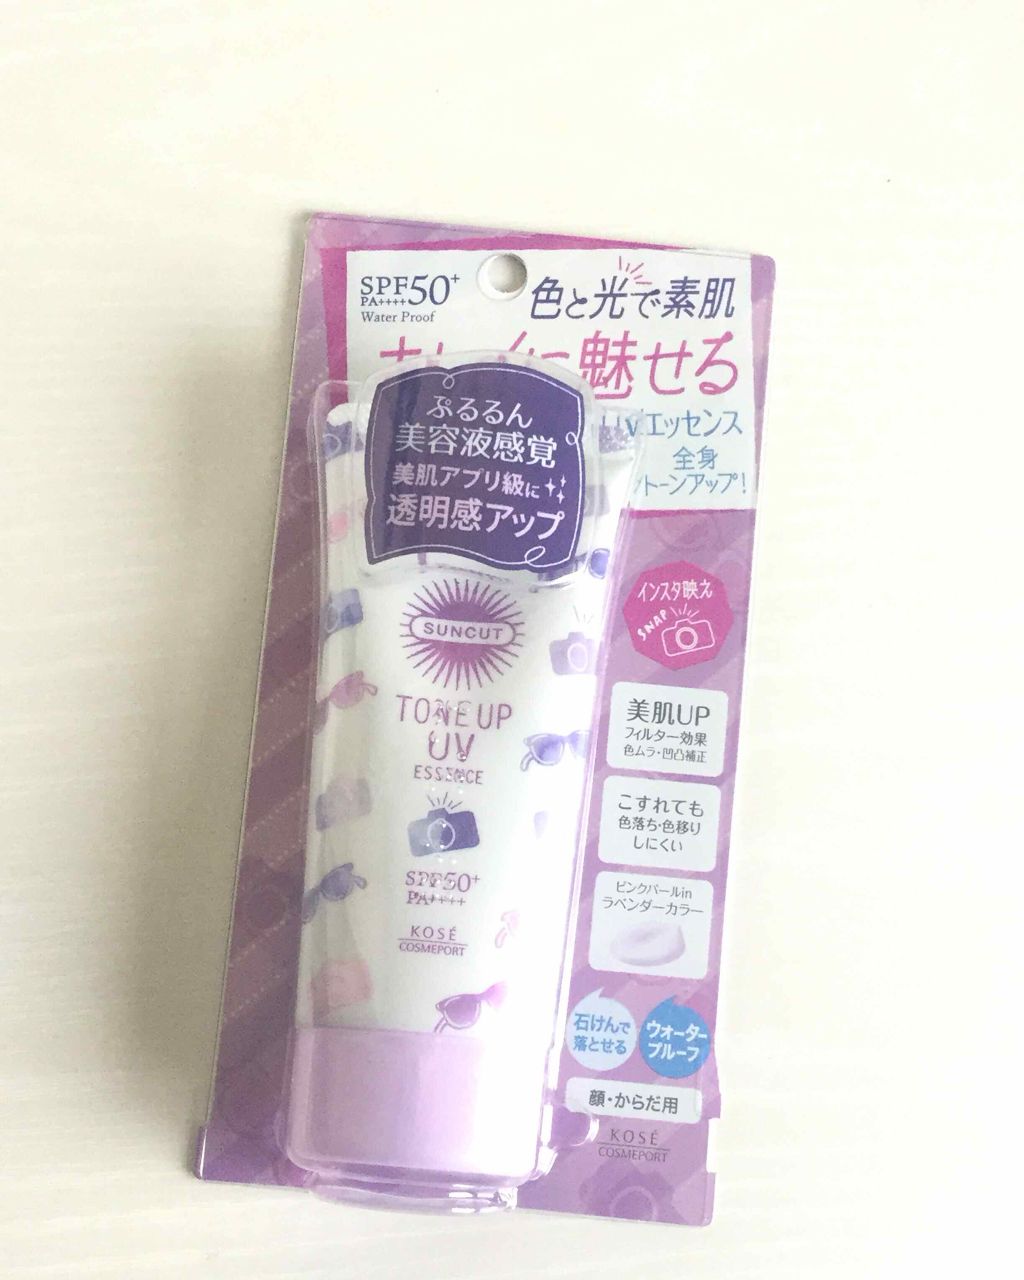 SPF50+
PA++++
Water Proof
色と光で素肌
魅せる
UVエッセンス
全身
トーンアップ!
ぷるるん
美容液感覚
美肌アプリ級に
透明感アップ
SUNCUT
TONE UP
UV
ESSENCE
SPF50+
PA++++
KOSÉ
COSMEPORT
インスタ映え
SNAP
美肌UP
フィルター効果
色ムラ・凹凸補正
こすれても
色落ち・色移り
しにくい
ピンクパールin
ラベンダーカラー
石けんで
落とせる
ウォーター
プルーフ
顔・からだ用
KOSÉ
COSMEPORT